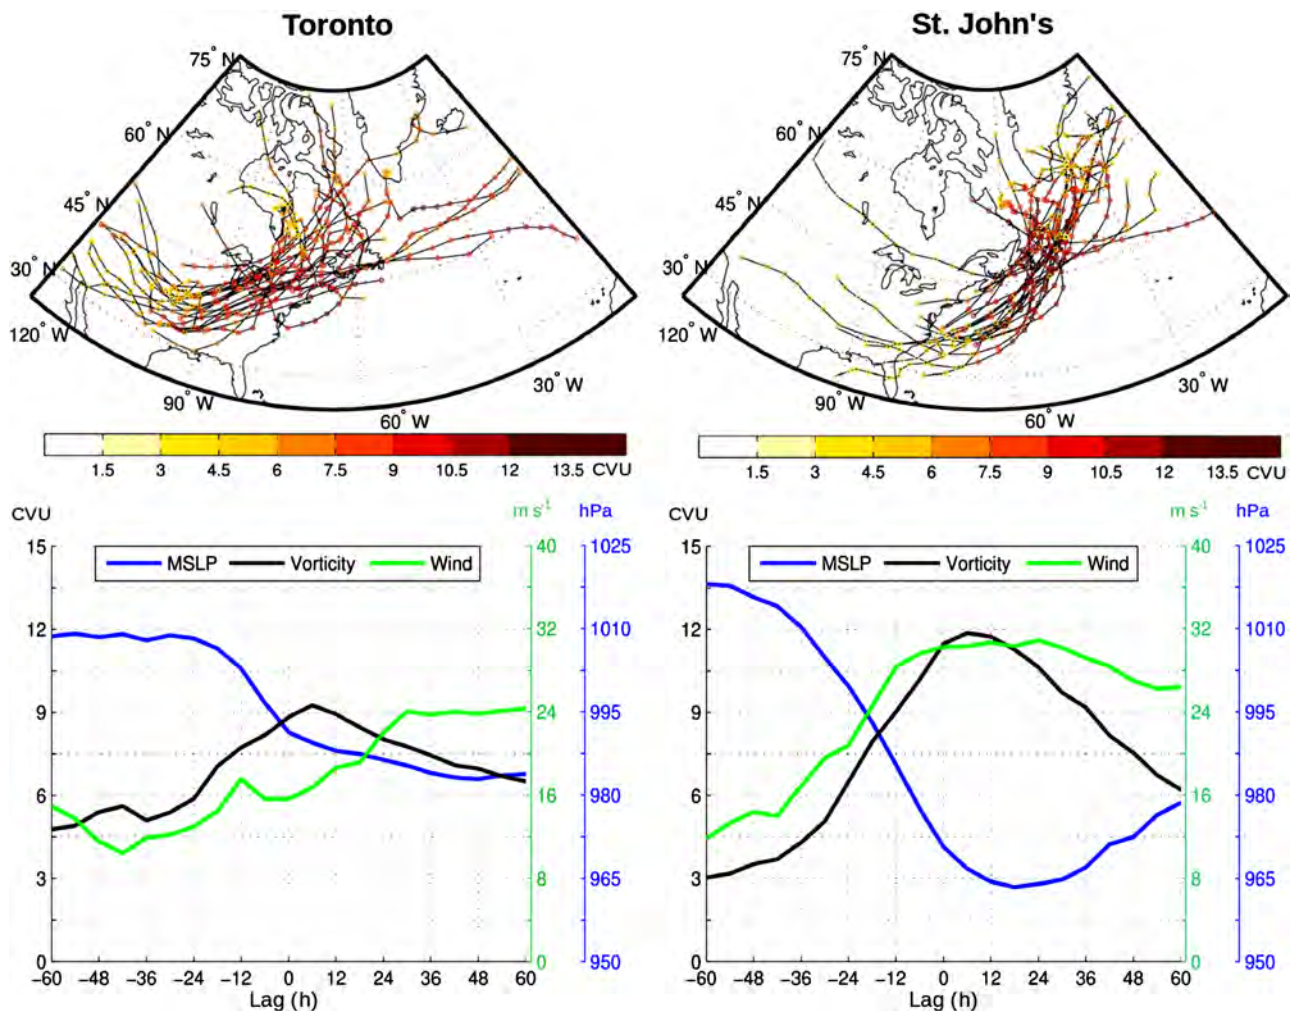 Toronto
St. John's
75° N
60° N
45° N
30° N
120° W
90° W
60° W
30° W
75° N
60° N
45° N
30° N
120° W
90° W
60° W
30° W
1.5 3 4.5 6 7.5 9 10.5 12 13.5 CVU
1.5 3 4.5 6 7.5 9 10.5 12 13.5 CVU
CVU m s⁻¹ hPa
MSLP Vorticity Wind
15 40 1025
12 32 1010
9 24 995
6 16 980
3 8 965
0 0 950
−60 −48 −36 −24 −12 0 12 24 36 48 60
Lag (h)
CVU m s⁻¹ hPa
MSLP Vorticity Wind
15 40 1025
12 32 1010
9 24 995
6 16 980
3 8 965
0 0 950
−60 −48 −36 −24 −12 0 12 24 36 48 60
Lag (h)